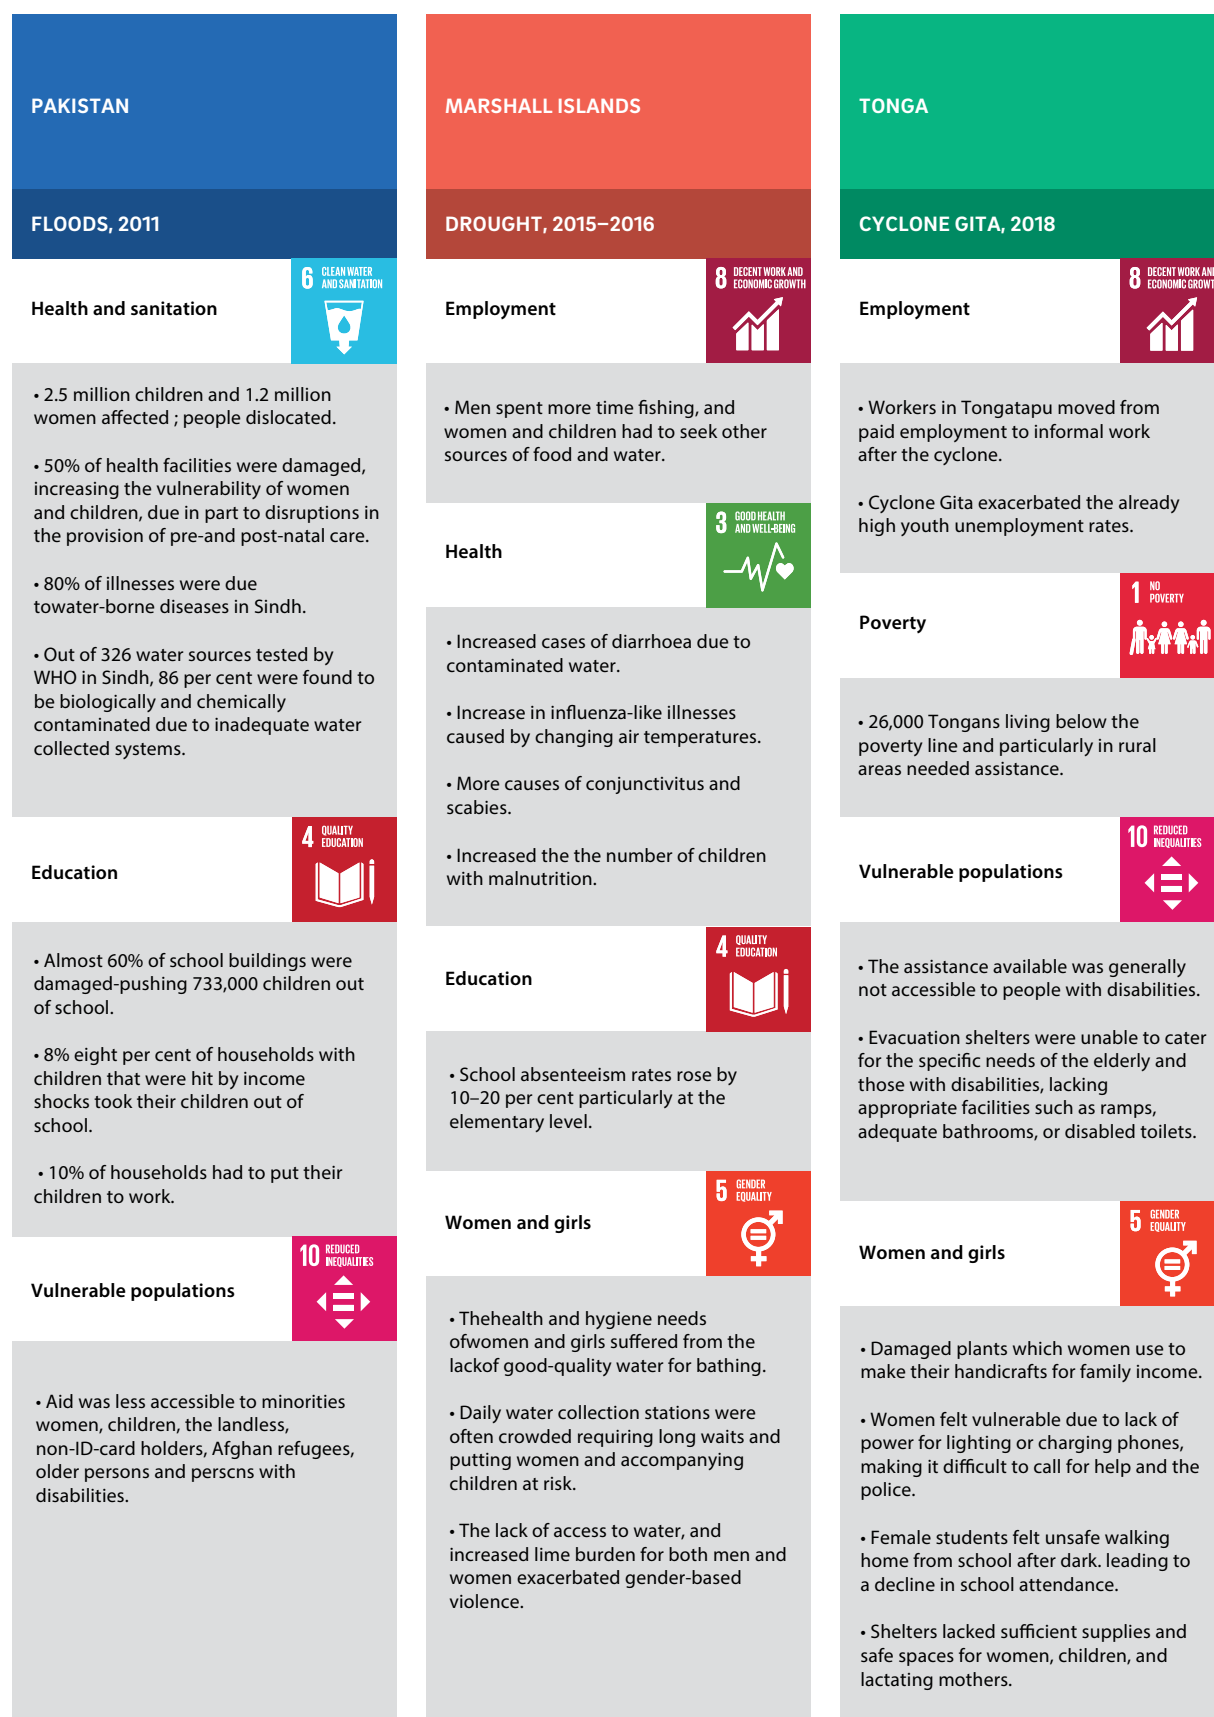 PAKISTAN
FLOODS, 2011
Health and sanitation
6 CLEAN WATER
AND SANITATION
• 2.5 million children and 1.2 million
women affected ; people dislocated.
• 50% of health facilities were damaged,
increasing the vulnerability of women
and children, due in part to disruptions in
the provision of pre-and post-natal care.
• 80% of illnesses were due
towater-borne diseases in Sindh.
• Out of 326 water sources tested by
WHO in Sindh, 86 per cent were found to
be biologically and chemically
contaminated due to inadequate water
collected systems.
Education
4 QUALITY
EDUCATION
• Almost 60% of school buildings were
damaged-pushing 733,000 children out
of school.
• 8% eight per cent of households with
children that were hit by income
shocks took their children out of
school.
• 10% of households had to put their
children to work.
Vulnerable populations
10 REDUCED
INEQUALITIES
• Aid was less accessible to minorities
women, children, the landless,
non-ID-card holders, Afghan refugees,
older persons and perscns with
disabilities.
MARSHALL ISLANDS
DROUGHT, 2015–2016
Employment
8 DECENT WORK AND
ECONOMIC GROWTH
• Men spent more time fishing, and
women and children had to seek other
sources of food and water.
Health
3 GOOD HEALTH
AND WELL-BEING
• Increased cases of diarrhoea due to
contaminated water.
• Increase in influenza-like illnesses
caused by changing air temperatures.
• More causes of conjunctivitus and
scabies.
• Increased the the number of children
with malnutrition.
Education
4 QUALITY
EDUCATION
• School absenteeism rates rose by
10–20 per cent particularly at the
elementary level.
Women and girls
5 GENDER
EQUALITY
• Thehealth and hygiene needs
ofwomen and girls suffered from the
lackof good-quality water for bathing.
• Daily water collection stations were
often crowded requiring long waits and
putting women and accompanying
children at risk.
• The lack of access to water, and
increased lime burden for both men and
women exacerbated gender-based
violence.
TONGA
CYCLONE GITA, 2018
Employment
8 DECENT WORK AN
ECONOMIC GROWT
• Workers in Tongatapu moved from
paid employment to informal work
after the cyclone.
• Cyclone Gita exacerbated the already
high youth unemployment rates.
Poverty
1 NO
POVERTY
• 26,000 Tongans living below the
poverty line and particularly in rural
areas needed assistance.
Vulnerable populations
10 REDUCED
INEQUALITIES
• The assistance available was generally
not accessible to people with disabilities.
• Evacuation shelters were unable to cater
for the specific needs of the elderly and
those with disabilities, lacking
appropriate facilities such as ramps,
adequate bathrooms, or disabled toilets.
Women and girls
5 GENDER
EQUALITY
• Damaged plants which women use to
make their handicrafts for family income.
• Women felt vulnerable due to lack of
power for lighting or charging phones,
making it difficult to call for help and the
police.
• Female students felt unsafe walking
home from school after dark. leading to
a decline in school attendance.
• Shelters lacked sufficient supplies and
safe spaces for women, children, and
lactating mothers.